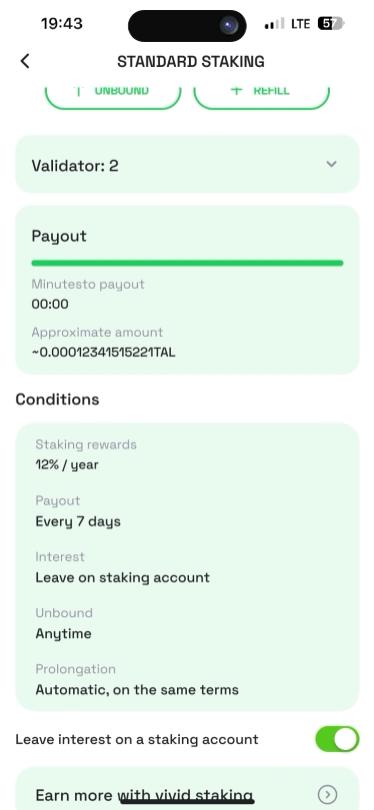 19:43
LTE
57
STANDARD STAKING
UNBOUND
REFILL
Validator: 2
Payout
Minutesto payout
00:00
Approximate amount
~0.00012341515221TAL
Conditions
Staking rewards
12% / year
Payout
Every 7 days
Interest
Leave on staking account
Unbound
Anytime
Prolongation
Automatic, on the same terms
Leave interest on a staking account
Earn more with vivid staking